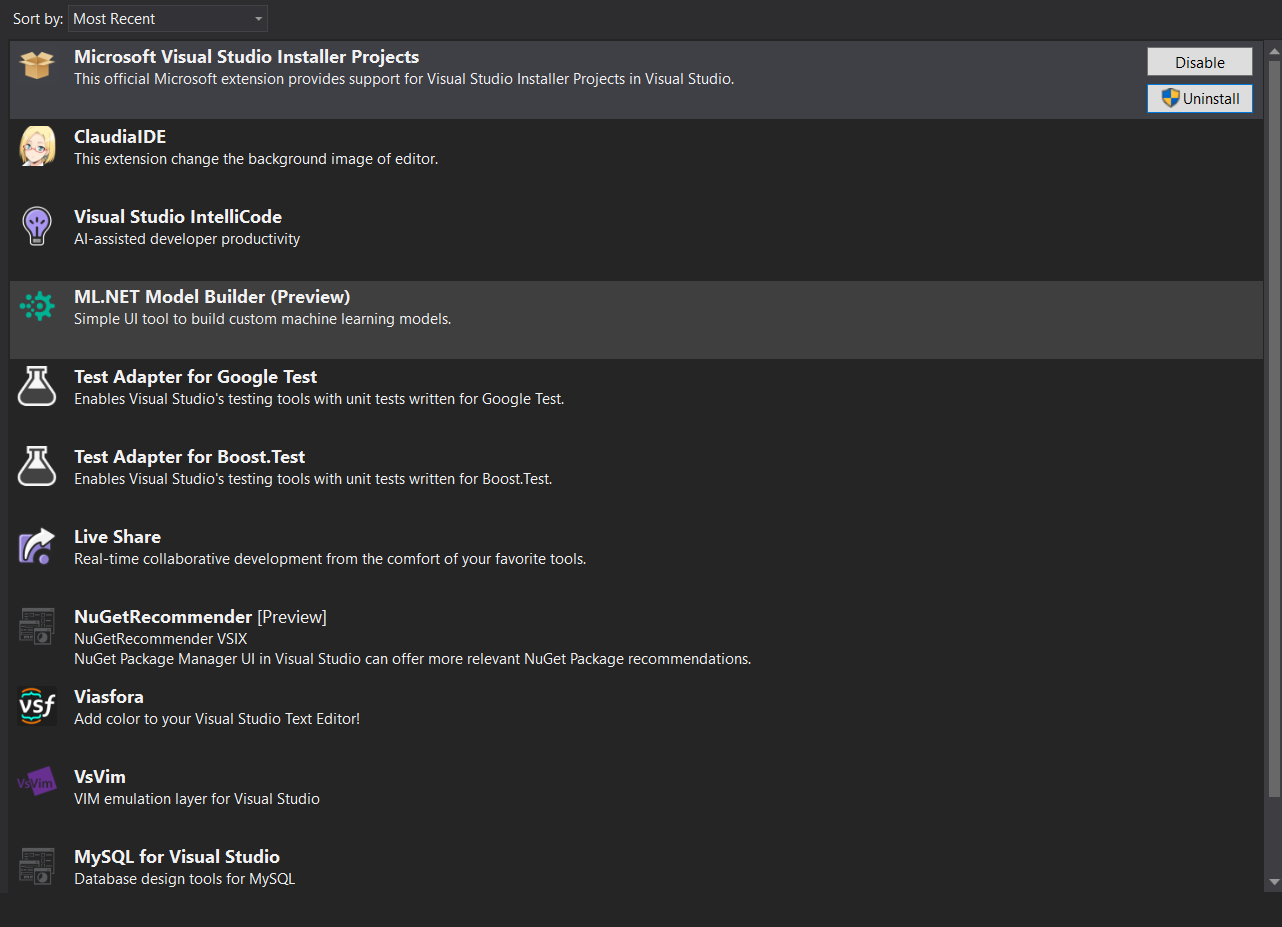 Sort by: Most Recent
Microsoft Visual Studio Installer Projects
This official Microsoft extension provides support for Visual Studio Installer Projects in Visual Studio.
Disable
Uninstall
ClaudiaIDE
This extension change the background image of editor.
Visual Studio IntelliCode
AI-assisted developer productivity
ML.NET Model Builder (Preview)
Simple UI tool to build custom machine learning models.
Test Adapter for Google Test
Enables Visual Studio's testing tools with unit tests written for Google Test.
Test Adapter for Boost.Test
Enables Visual Studio's testing tools with unit tests written for Boost.Test.
Live Share
Real-time collaborative development from the comfort of your favorite tools.
NuGetRecommender [Preview]
NuGetRecommender VSIX
NuGet Package Manager UI in Visual Studio can offer more relevant NuGet Package recommendations.
vsf
Viasfora
Add color to your Visual Studio Text Editor!
VsVim
VsVim
VIM emulation layer for Visual Studio
MySQL for Visual Studio
Database design tools for MySQL